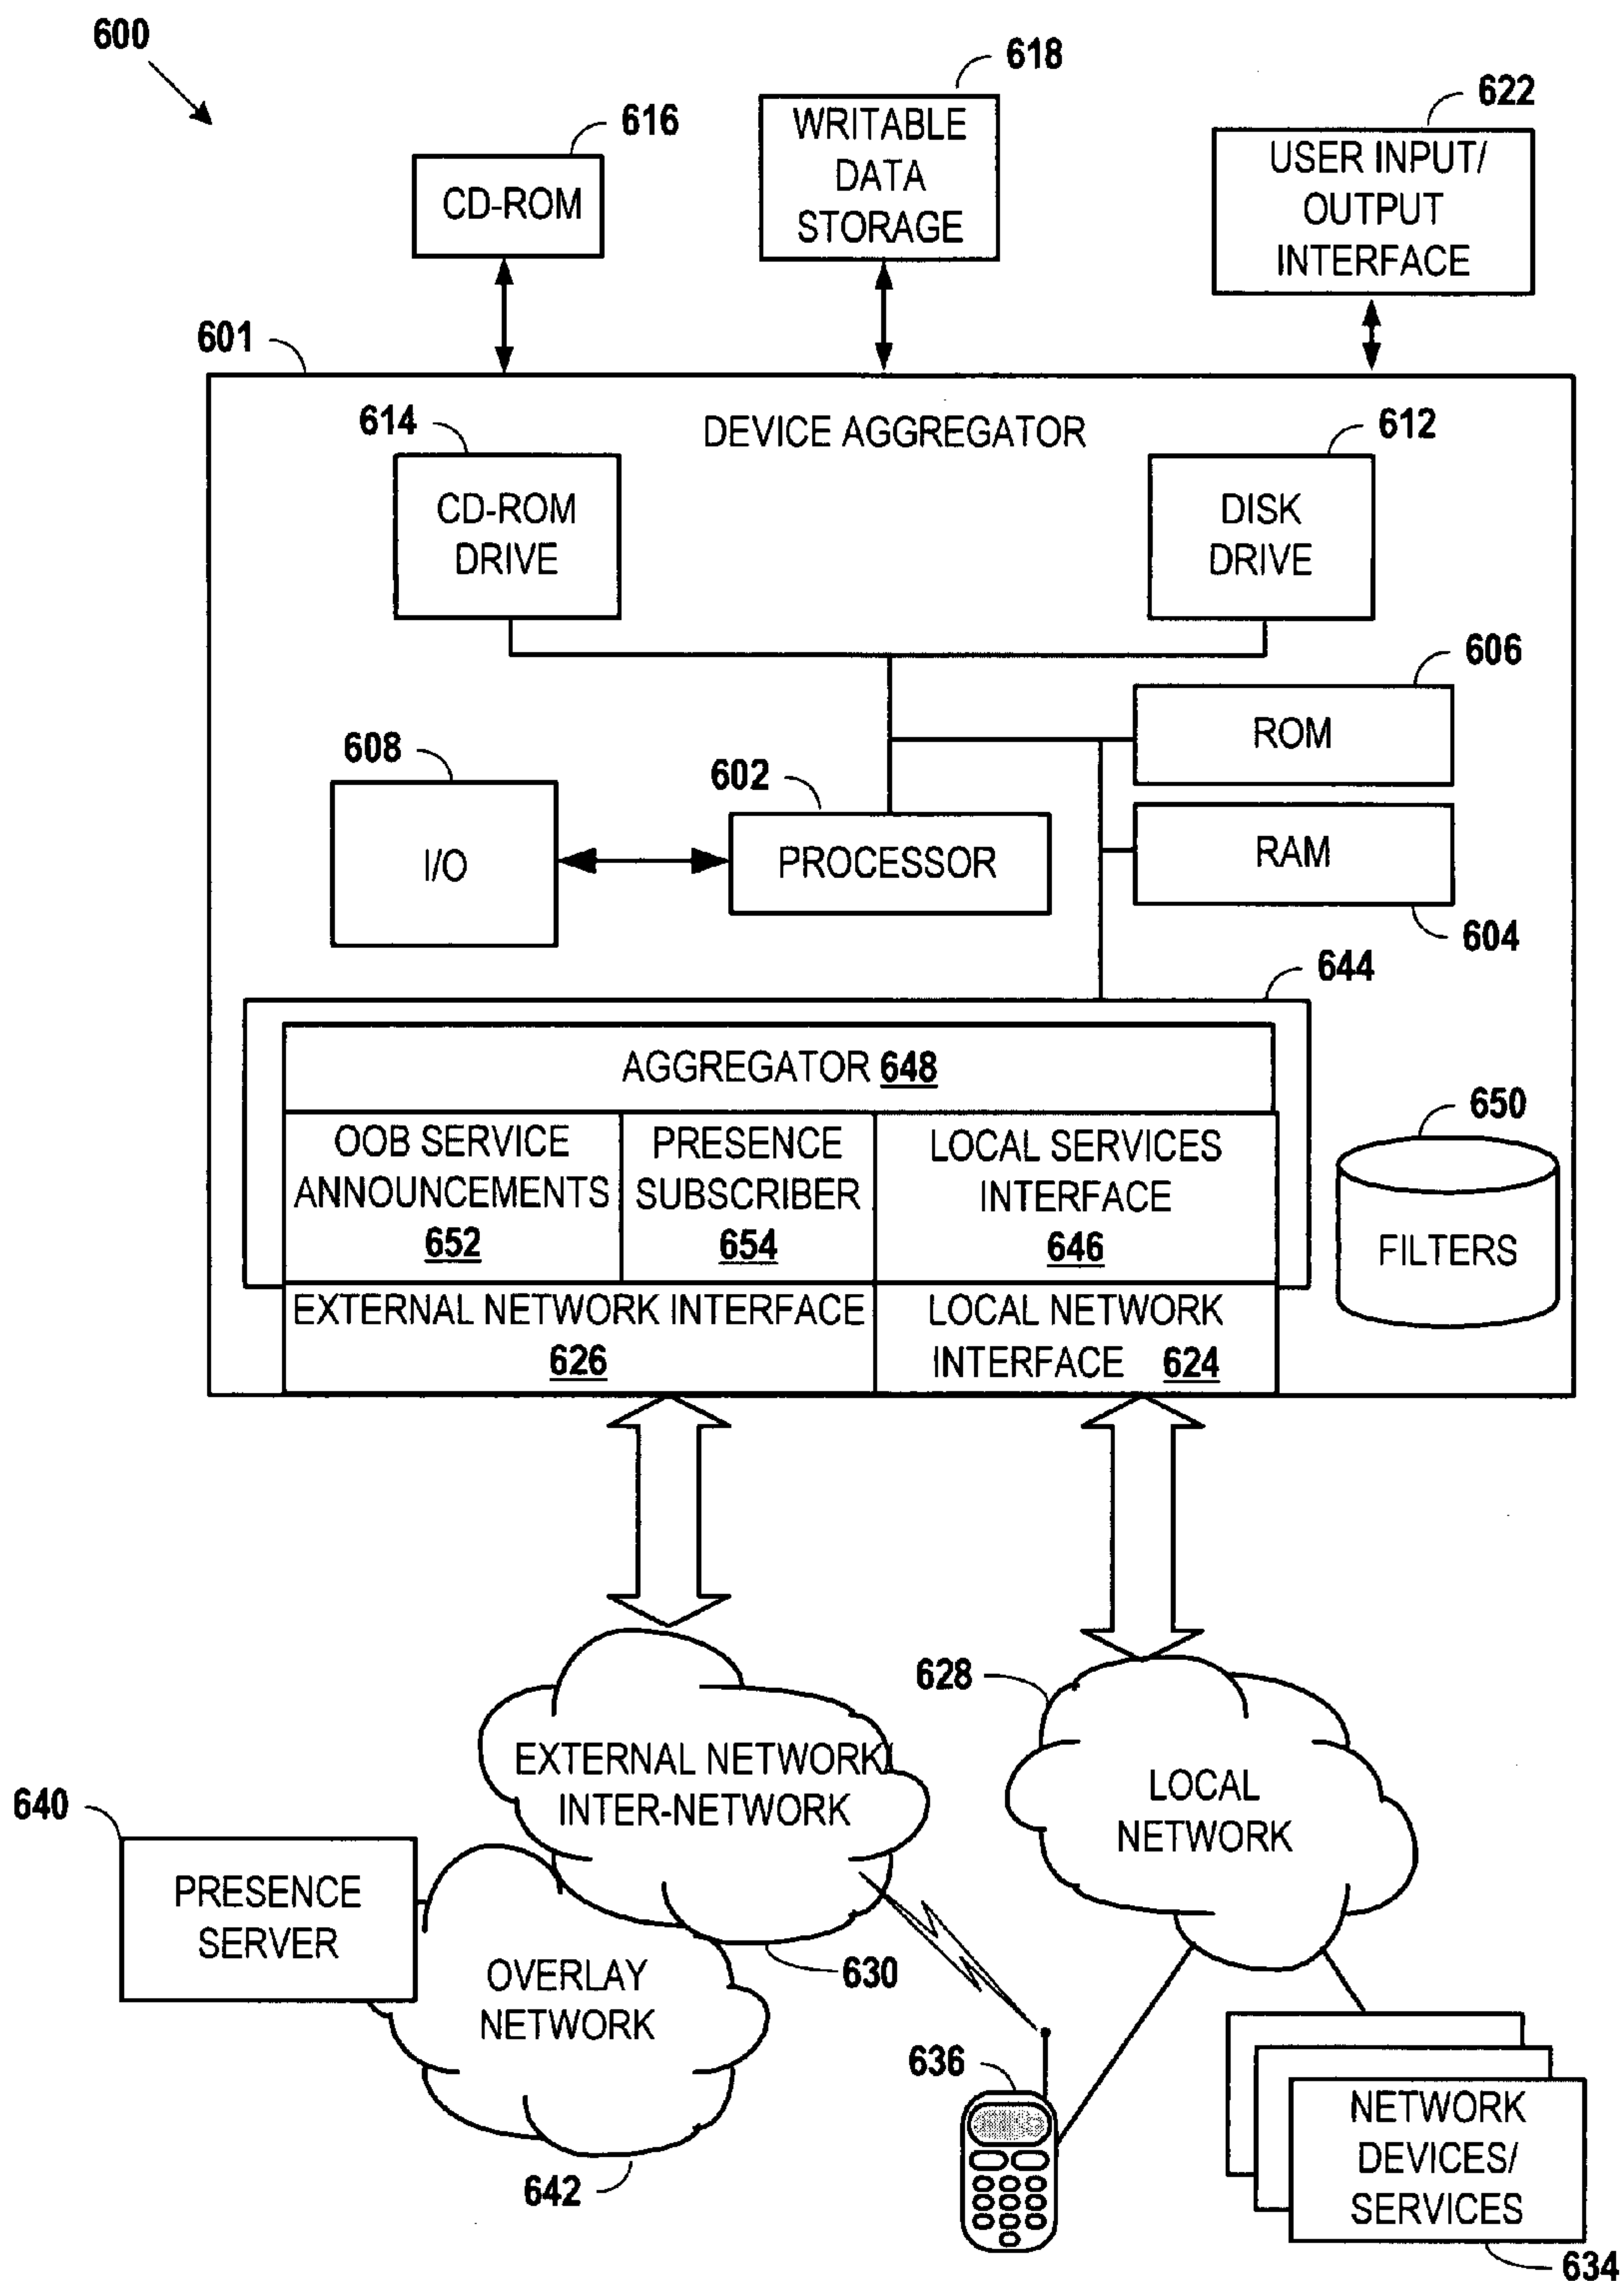 600
616
618
622
CD-ROM
WRITABLE
DATA
STORAGE
USER INPUT/
OUTPUT
INTERFACE
601
DEVICE AGGREGATOR
614
612
CD-ROM
DRIVE
DISK
DRIVE
606
ROM
608
602
I/O
PROCESSOR
RAM
604
644
AGGREGATOR 648
OOB SERVICE
ANNOUNCEMENTS
652
PRESENCE
SUBSCRIBER
654
LOCAL SERVICES
INTERFACE
646
650
FILTERS
EXTERNAL NETWORK INTERFACE
626
LOCAL NETWORK
INTERFACE 624
628
EXTERNAL NETWORK/
INTER-NETWORK
LOCAL
NETWORK
640
PRESENCE
SERVER
630
OVERLAY
NETWORK
636
642
NETWORK
DEVICES/
SERVICES
634